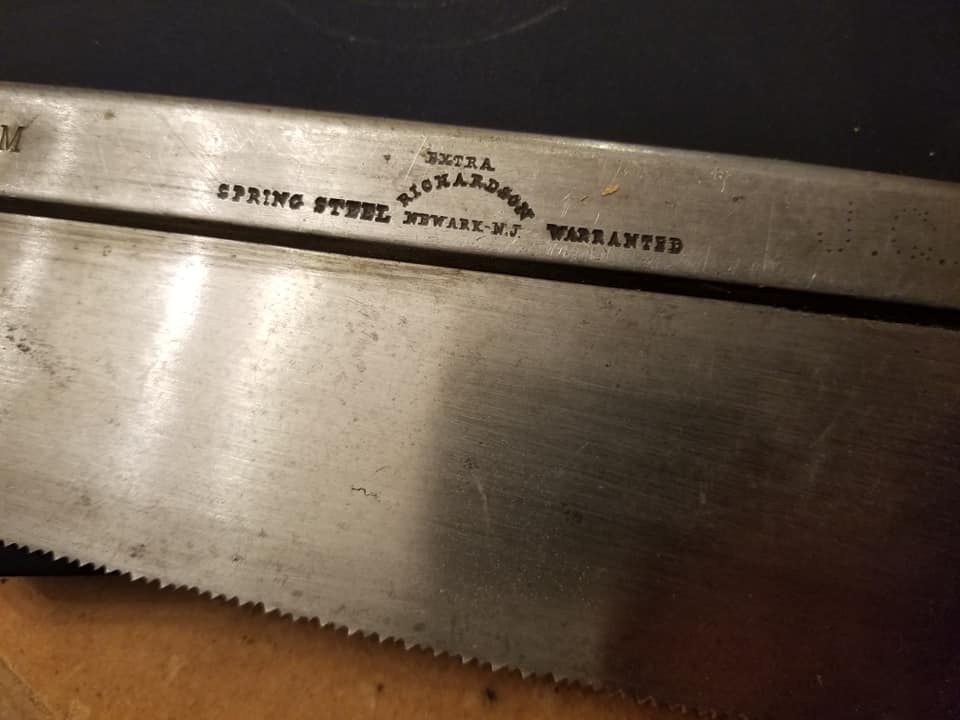 M
EXTRA
RICHARDSON
SPRING STEEL NEWARK-N.J WARRANTED